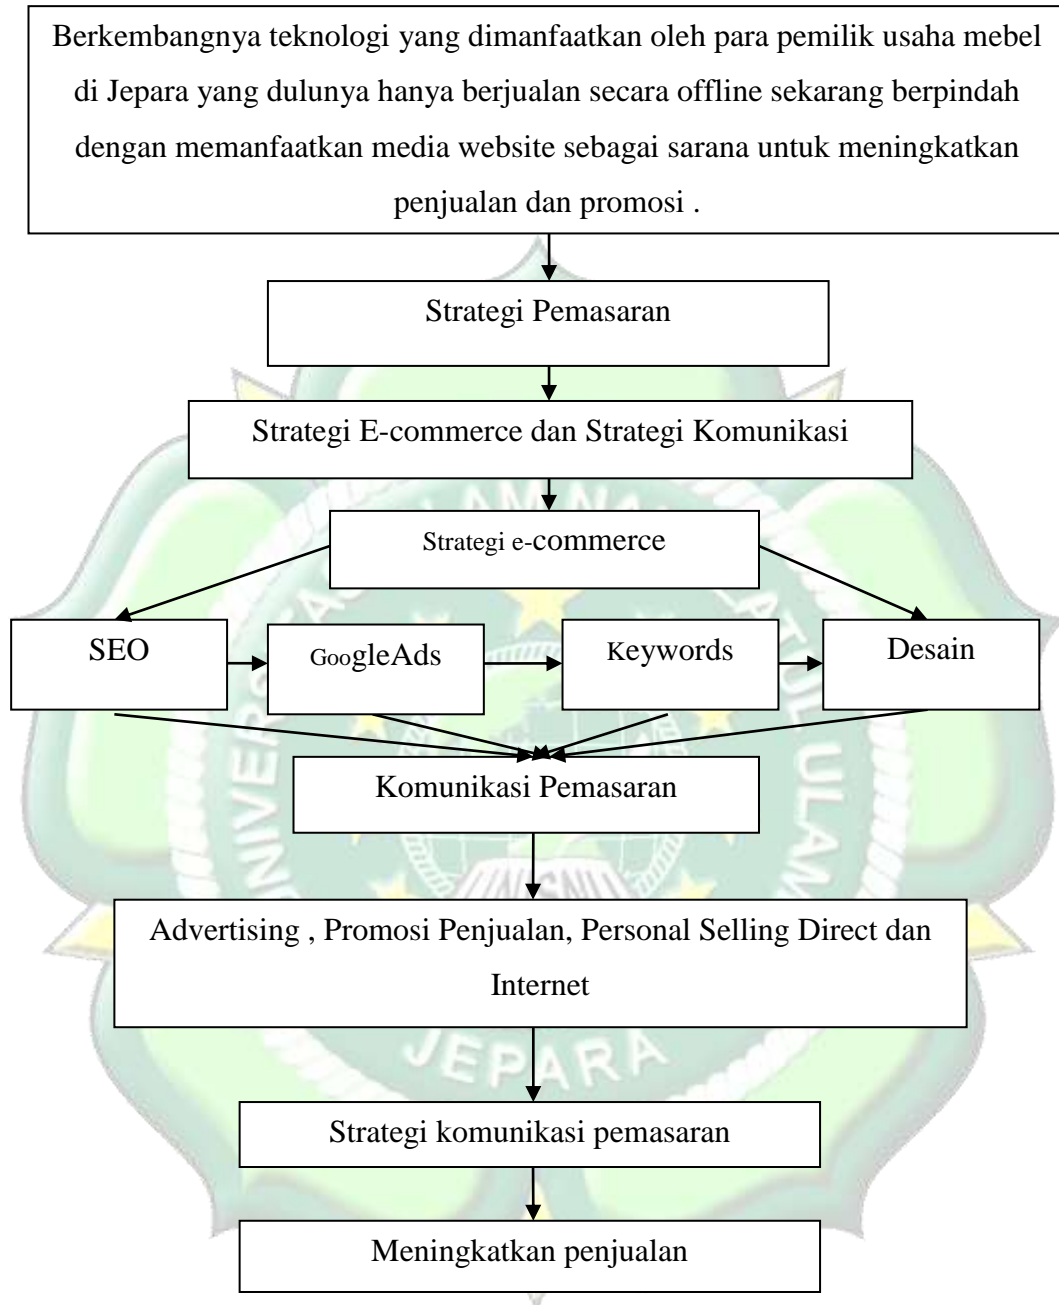 Berkembangnya teknologi yang dimanfaatkan oleh para pemilik usaha mebel
di Jepara yang dulunya hanya berjualan secara offline sekarang berpindah
dengan memanfaatkan media website sebagai sarana untuk meningkatkan
penjualan dan promosi .
Strategi Pemasaran
Strategi E-commerce dan Strategi Komunikasi
Strategi e-commerce
SEO
GoogleAds
Keywords
Desain
Komunikasi Pemasaran
UNISNU
Advertising , Promosi Penjualan, Personal Selling Direct dan
Internet
JEPARA
Strategi komunikasi pemasaran
Meningkatkan penjualan